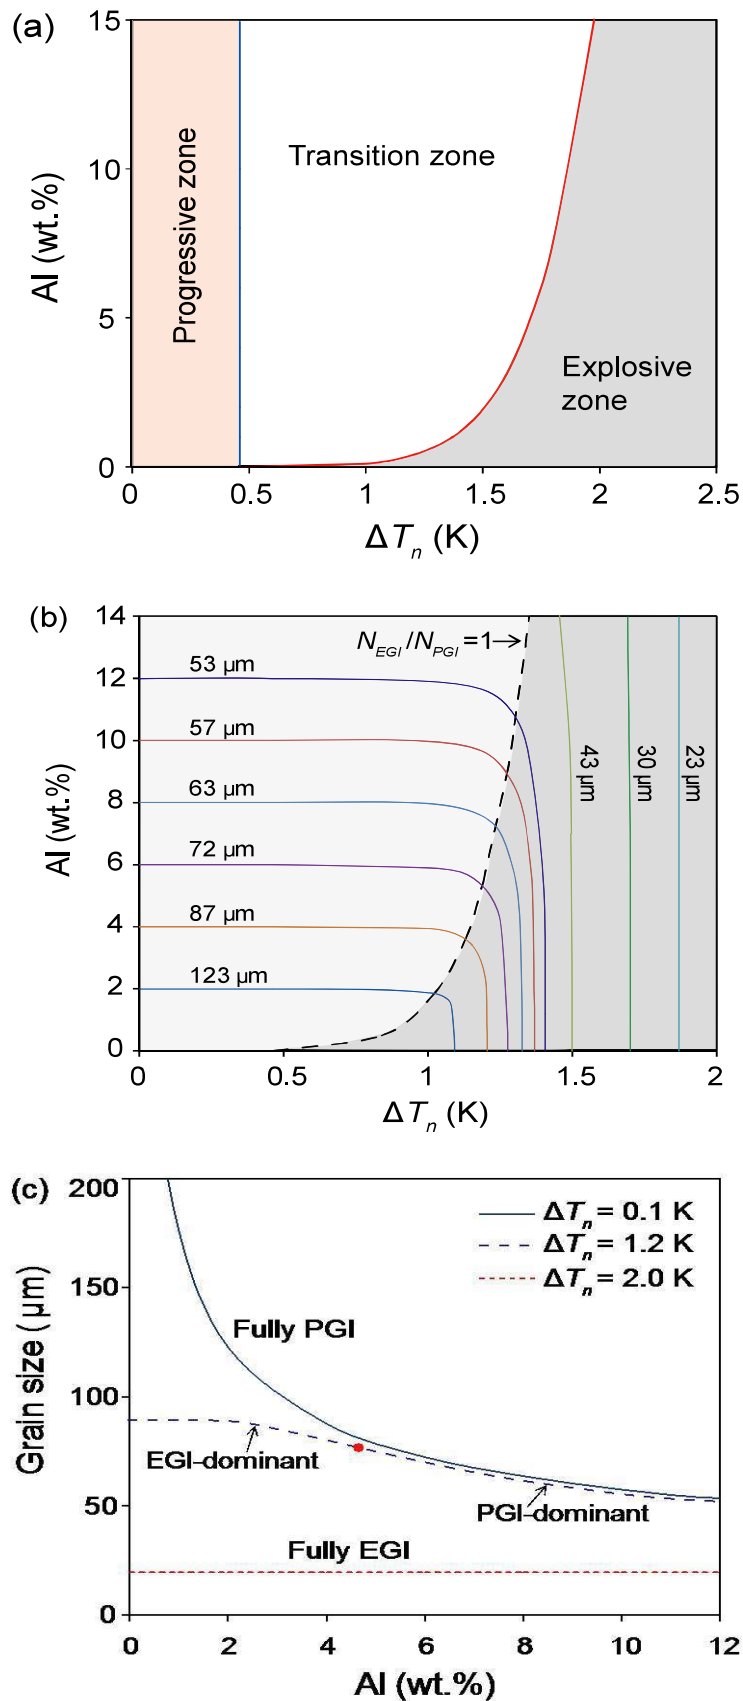 (a)
15
10
5
0
Al (wt.%)
Progressive zone
Transition zone
Explosive
zone
0 0.5 1 1.5 2 2.5
ΔTn (K)
(b)
14
12
10
8
6
4
2
0
Al (wt.%)
NEGI/NPGI=1→
53 µm
57 µm
63 µm
72 µm
87 µm
123 µm
43 µm
30 µm
23 µm
0 0.5 1 1.5 2
ΔTn (K)
(c)
200
150
100
50
0
Grain size (µm)
ΔTn = 0.1 K
ΔTn = 1.2 K
ΔTn = 2.0 K
Fully PGI
EGI-dominant
PGI-dominant
Fully EGI
0 2 4 6 8 10 12
Al (wt.%)